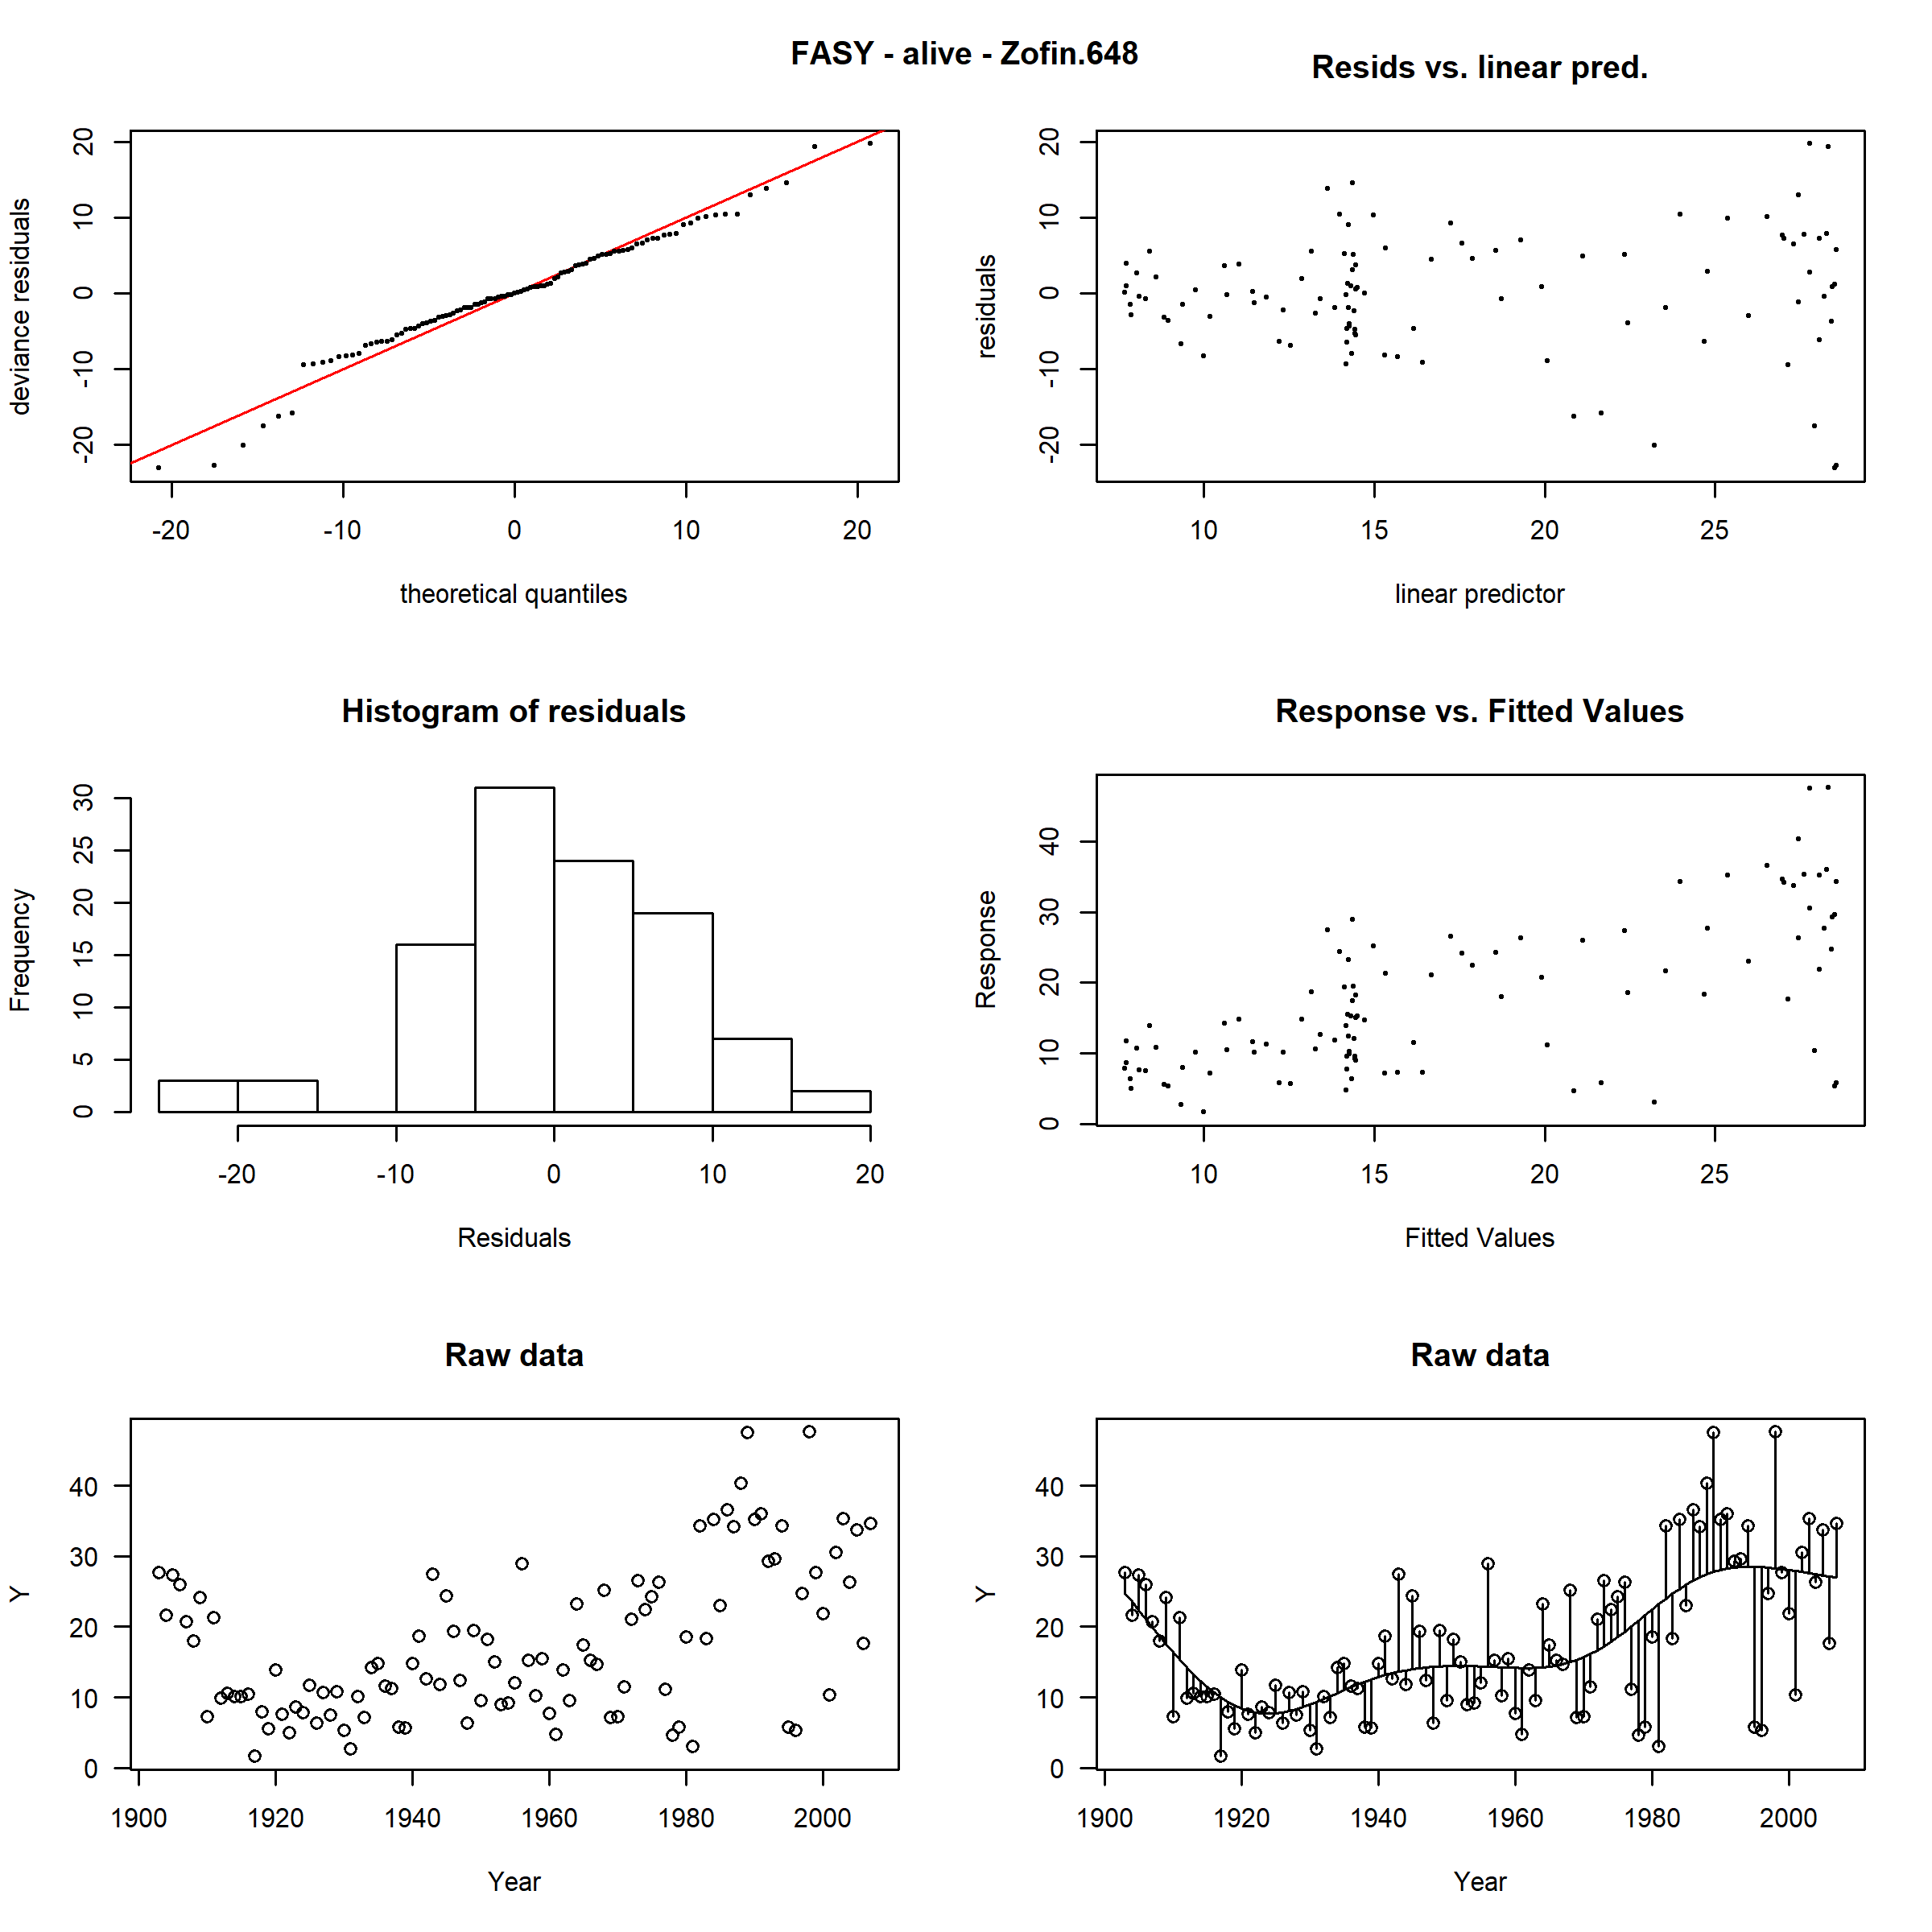 FASY - alive - Zofin.648
Resids vs. linear pred.
deviance residuals
20
10
0
-10
-20
-20 -10 0 10 20
theoretical quantiles
residuals
20
10
0
-10
-20
10 15 20 25
linear predictor
Histogram of residuals
Frequency
30
25
20
15
10
5
0
-20 -10 0 10 20
Residuals
Response vs. Fitted Values
Response
40
30
20
10
0
10 15 20 25
Fitted Values
Raw data
Y
40
30
20
10
0
1900 1920 1940 1960 1980 2000
Year
Raw data
Y
40
30
20
10
0
1900 1920 1940 1960 1980 2000
Year